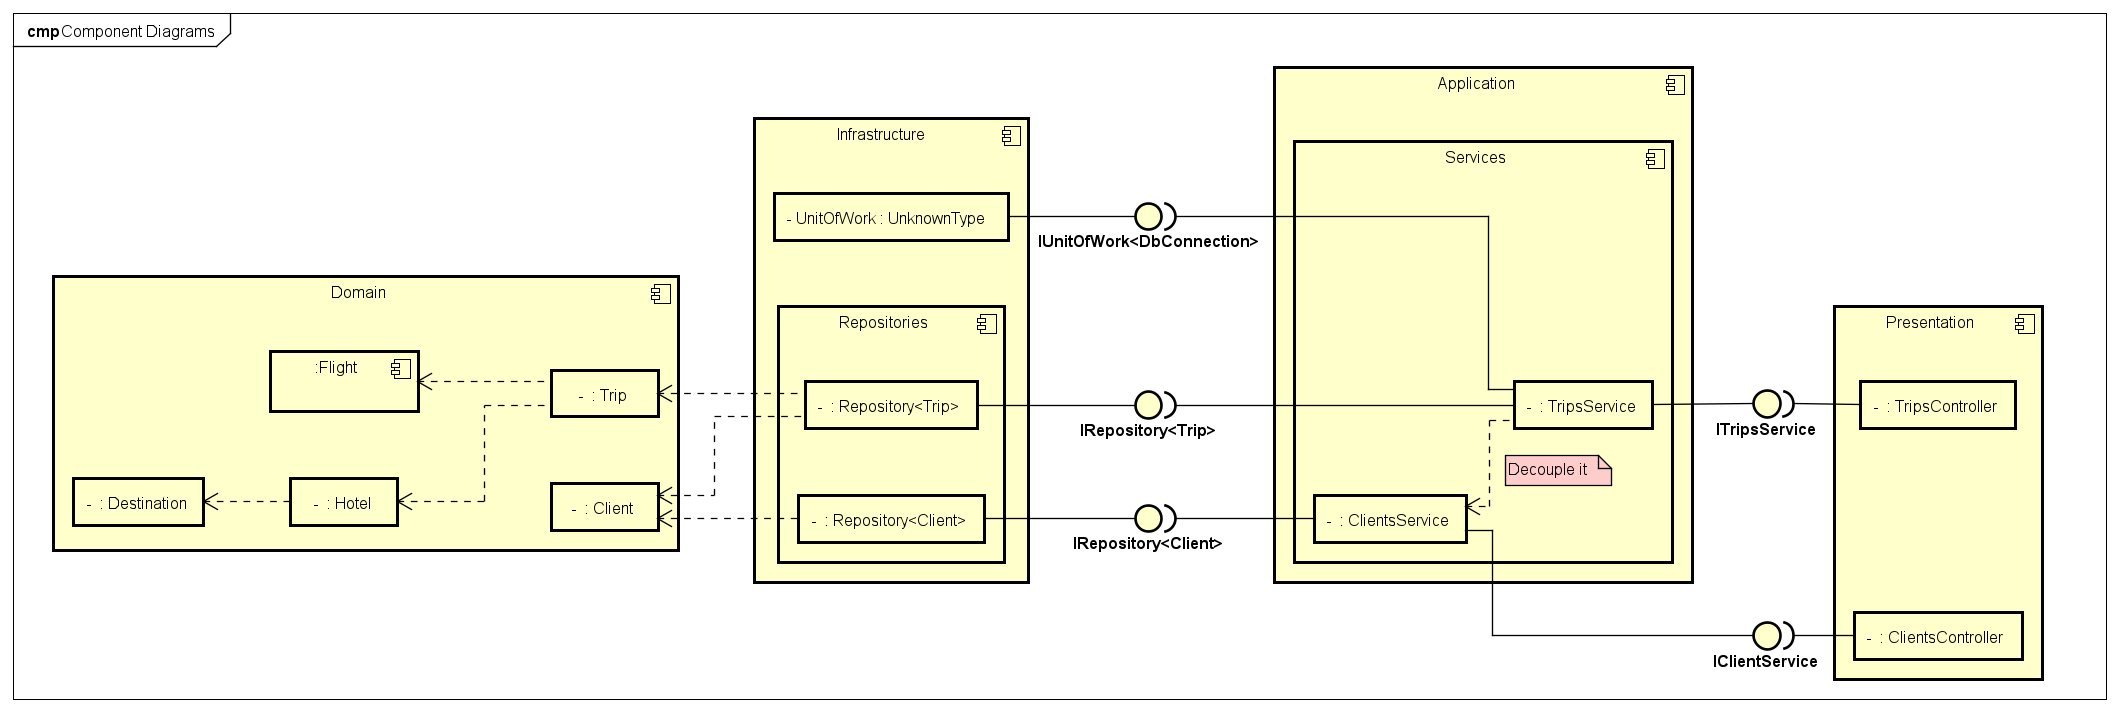 cmp Component Diagrams
Application
Infrastructure
Services
- UnitOfWork : UnknownType
IUnitOfWork<DbConnection>
Domain
Repositories
Presentation
:Flight
- : Trip
- : Repository<Trip>
IRepository<Trip>
- : TripsService
ITripsService
- : TripsController
Decouple it
- : Destination
- : Hotel
- : Client
- : Repository<Client>
IRepository<Client>
- : ClientsService
IClientService
- : ClientsController